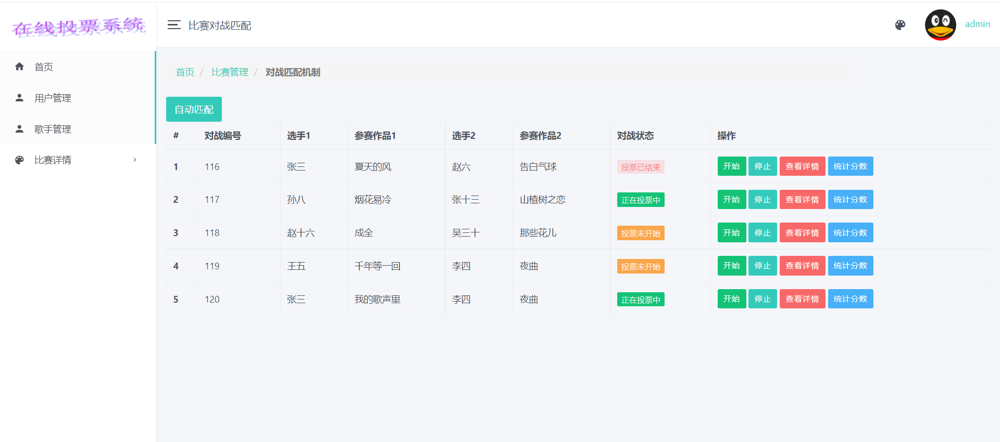 在线投票系统
比赛对战匹配
admin
首页
用户管理
歌手管理
比赛详情
首页 / 比赛管理 / 对战匹配机制
自动匹配
# 对战编号 选手1 参赛作品1 选手2 参赛作品2 对战状态 操作
1 116 张三 夏天的风 赵六 告白气球 投票已结束 开始 停止 查看详情 统计分数
2 117 孙八 烟花易冷 张十三 山楂树之恋 正在投票中 开始 停止 查看详情 统计分数
3 118 赵十六 成全 吴三十 那些花儿 投票未开始 开始 停止 查看详情 统计分数
4 119 王五 千年等一回 李四 夜曲 投票未开始 开始 停止 查看详情 统计分数
5 120 张三 我的歌声里 李四 夜曲 正在投票中 开始 停止 查看详情 统计分数